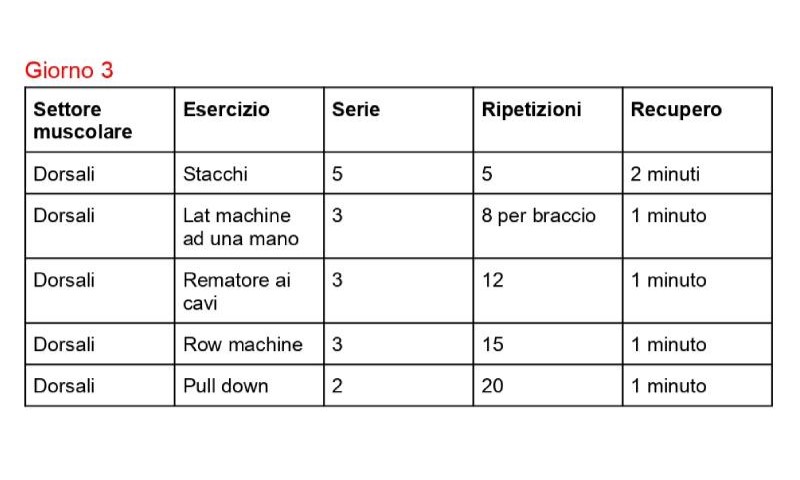 Giorno 3
Settore muscolare Esercizio Serie Ripetizioni Recupero
Dorsali Stacchi 5 5 2 minuti
Dorsali Lat machine ad una mano 3 8 per braccio 1 minuto
Dorsali Rematore ai cavi 3 12 1 minuto
Dorsali Row machine 3 15 1 minuto
Dorsali Pull down 2 20 1 minuto